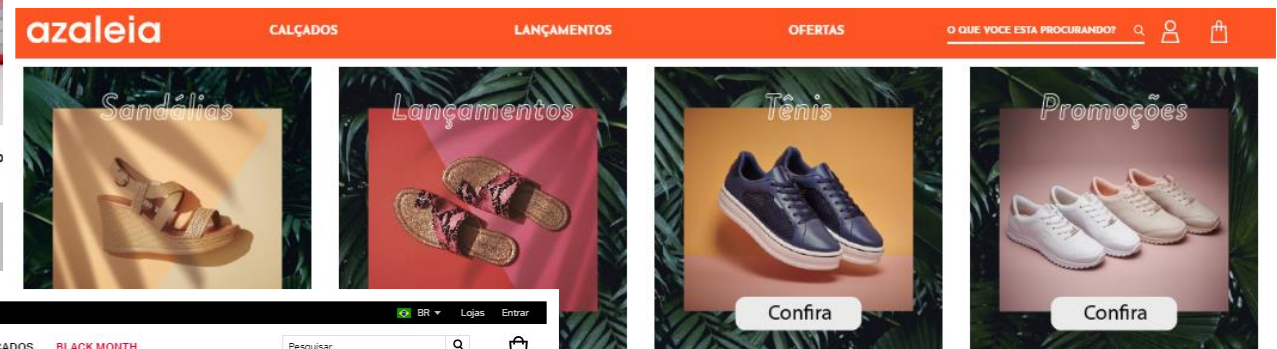 azaleia
CALÇADOS
LANÇAMENTOS
OFERTAS
O QUE VOCE ESTA PROCURANDO?
Sandálias
Lançamentos
Tênis
Promoções
Confira
Confira
BR
Lojas
Entrar
BLACK MONTH
Pesquisar